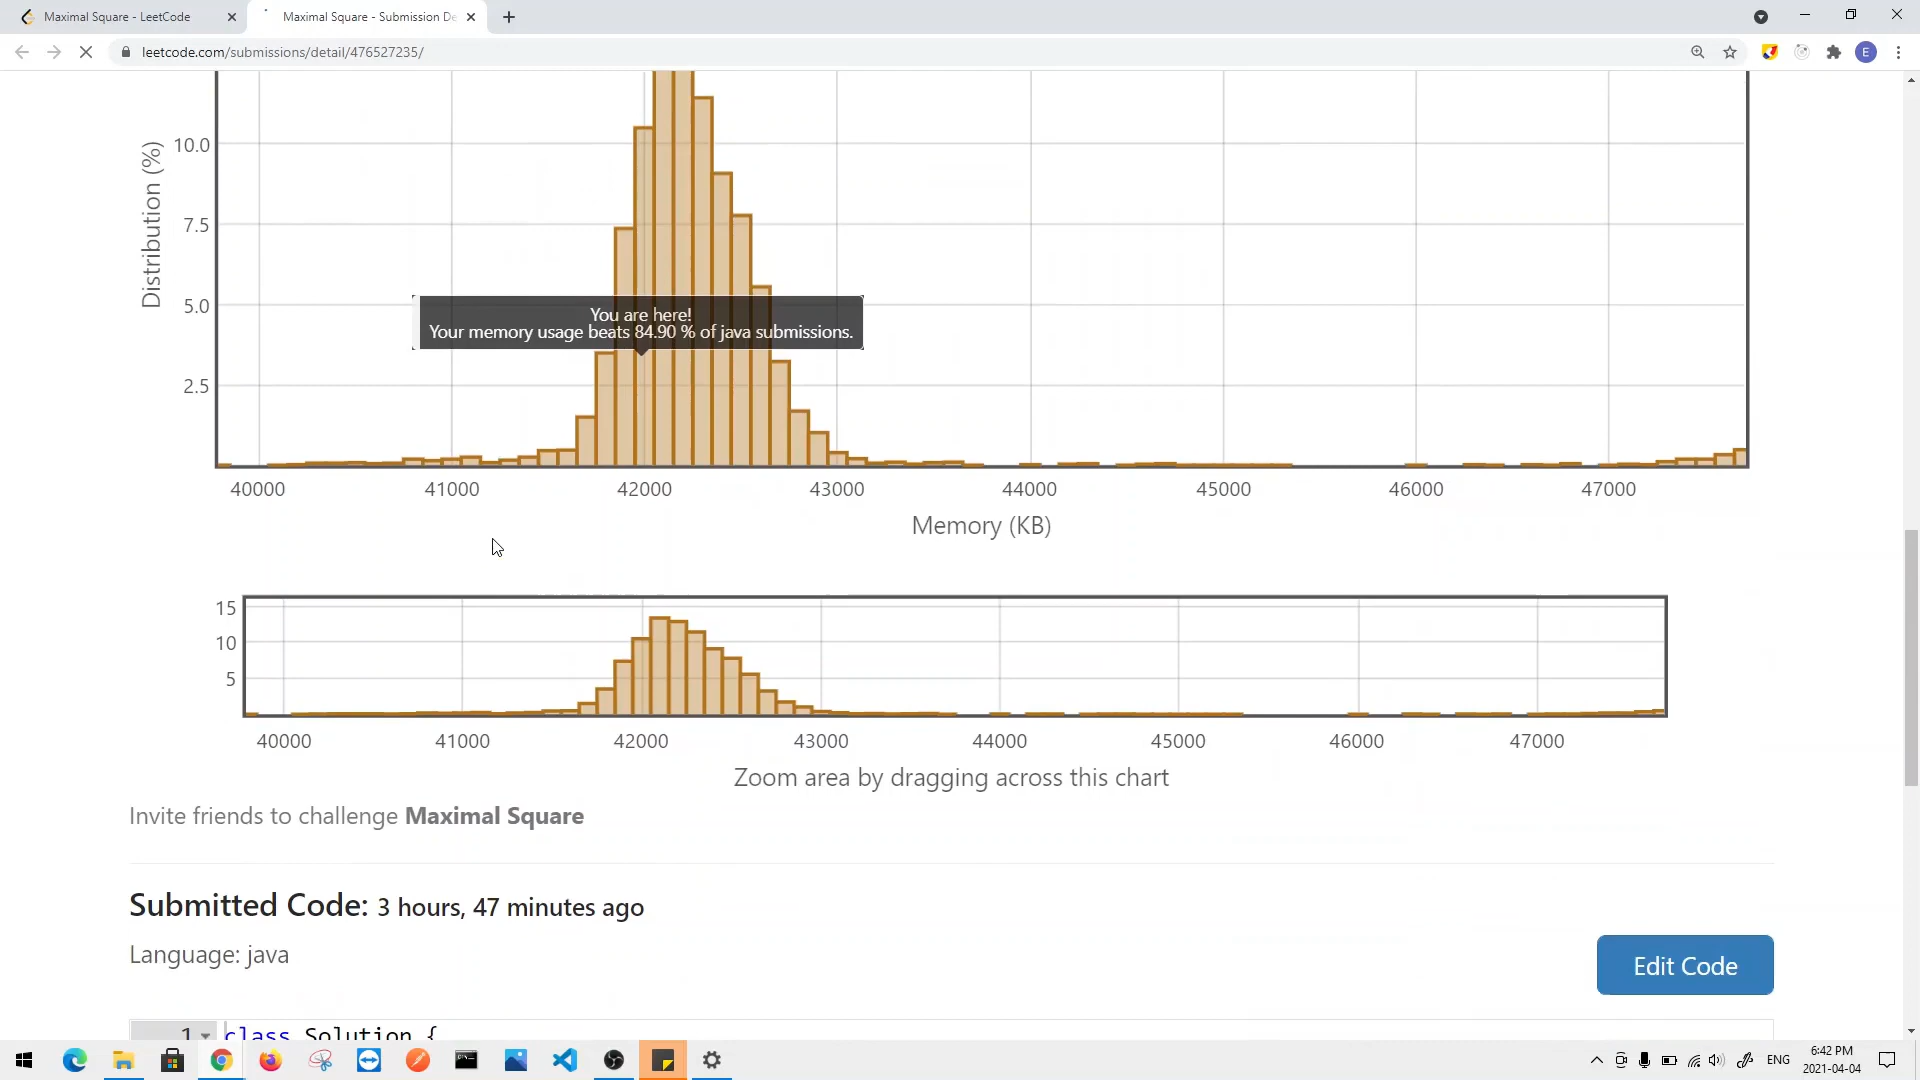 Maximal Square - LeetCode
Maximal Square - Submission De
leetcode.com/submissions/detail/476527235/
E
Distribution (%)
10.0
7.5
5.0
2.5
You are here!
Your memory usage beats 84.90 % of java submissions.
40000 41000 42000 43000 44000 45000 46000 47000
Memory (KB)
15
10
5
40000 41000 42000 43000 44000 45000 46000 47000
Zoom area by dragging across this chart
Invite friends to challenge Maximal Square
Submitted Code: 3 hours, 47 minutes ago
Language: java
Edit Code
1 class Solution {
ENG
6:42 PM
2021-04-04